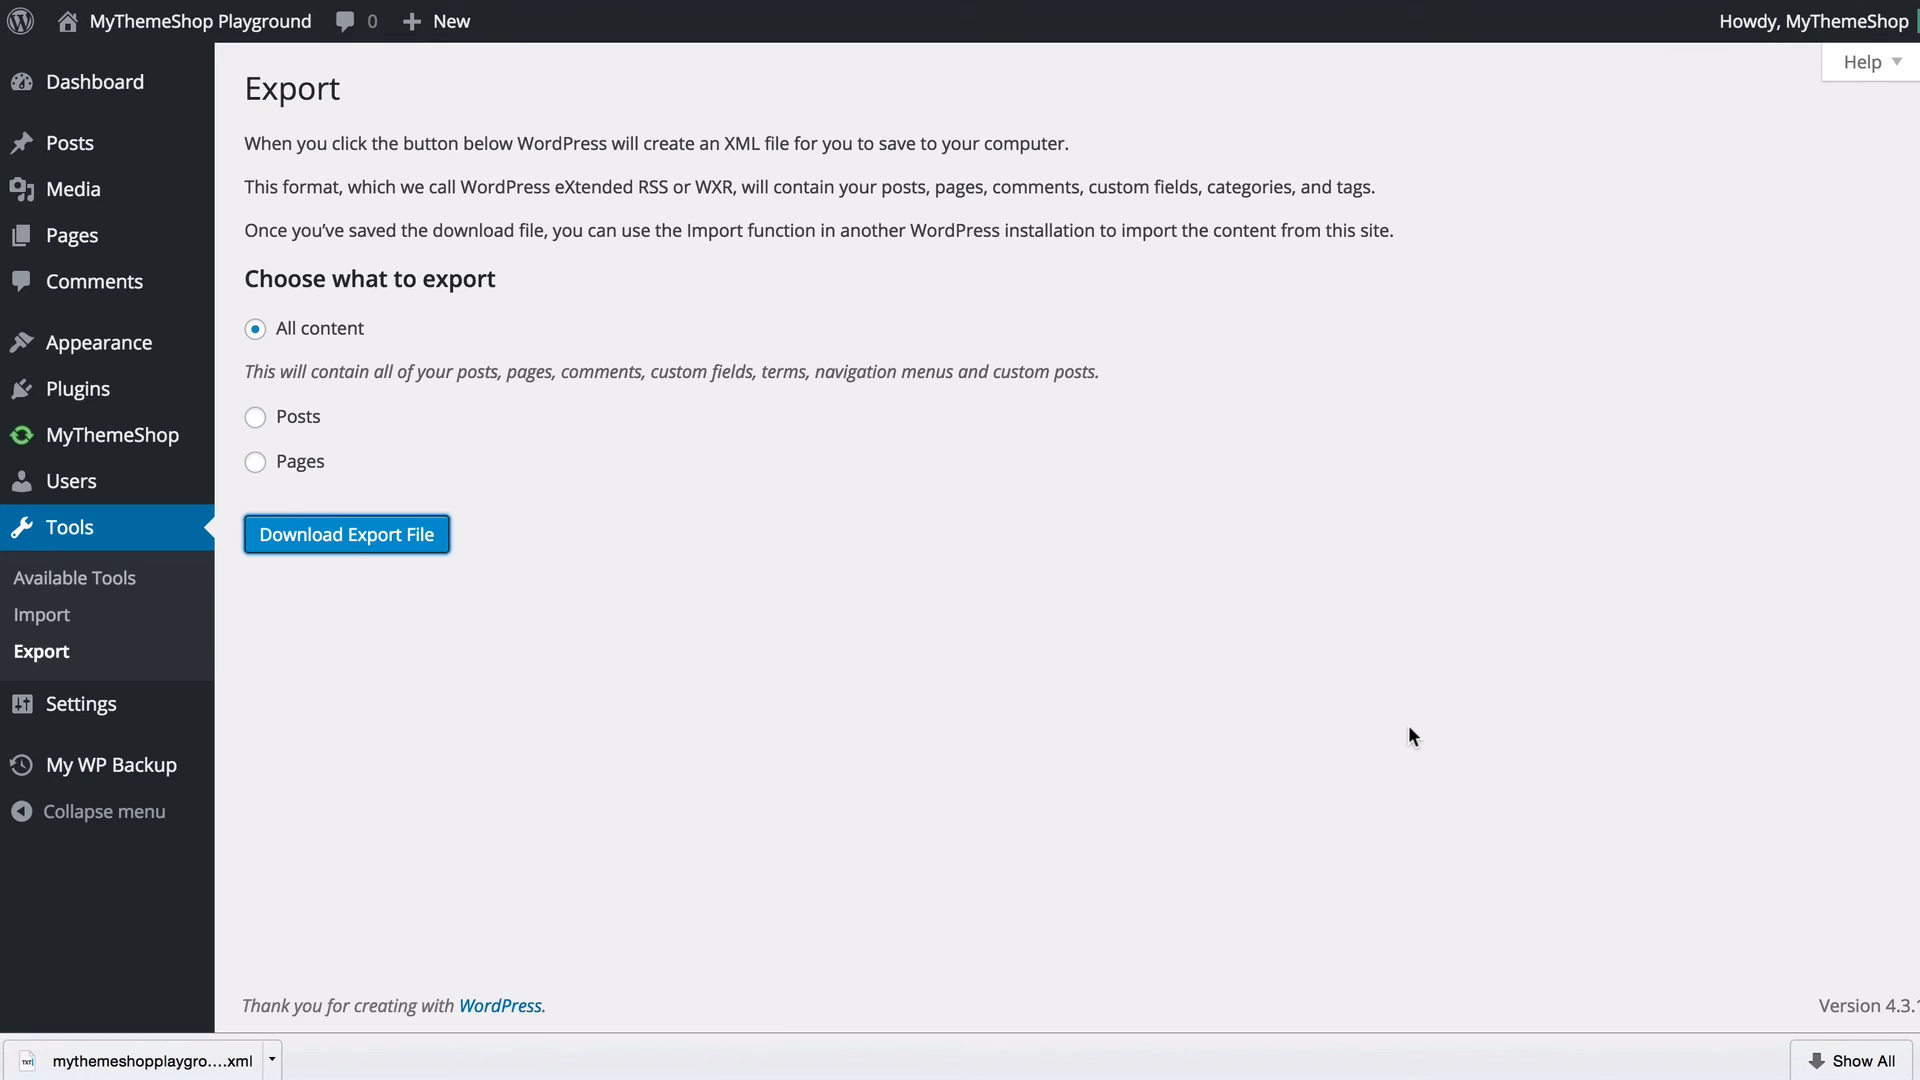 MyThemeShop Playground
0
New
Howdy, MyThemeShop
Help
Dashboard
Posts
Media
Pages
Comments
Appearance
Plugins
MyThemeShop
Users
Tools
Available Tools
Import
Export
Settings
My WP Backup
Collapse menu
Export
When you click the button below WordPress will create an XML file for you to save to your computer.
This format, which we call WordPress eXtended RSS or WXR, will contain your posts, pages, comments, custom fields, categories, and tags.
Once you've saved the download file, you can use the Import function in another WordPress installation to import the content from this site.
Choose what to export
All content
This will contain all of your posts, pages, comments, custom fields, terms, navigation menus and custom posts.
Posts
Pages
Download Export File
Thank you for creating with WordPress.
Version 4.3.1
TXT
mythemeshopplaygro....xml
Show All